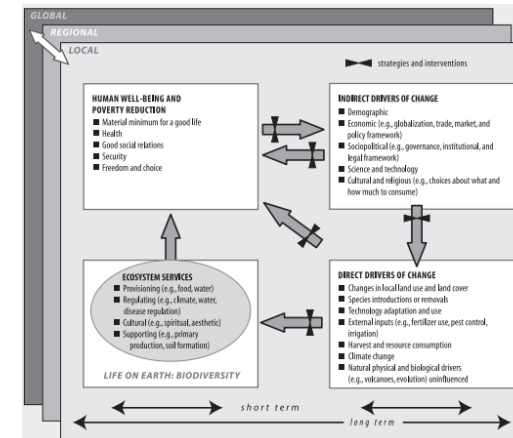 GLOBAL
REGIONAL
LOCAL
strategies and interventions
HUMAN WELL-BEING AND
POVERTY REDUCTION
■ Material minimum for a good life
■ Health
■ Good social relations
■ Security
■ Freedom and choice
INDIRECT DRIVERS OF CHANGE
■ Demographic
■ Economic (e.g., globalization, trade, market, and
policy framework)
■ Sociopolitical (e.g., governance, institutional, and
legal framework)
■ Science and technology
■ Cultural and religious (e.g., choices about what and
how much to consume)
ECOSYSTEM SERVICES
■ Provisioning (e.g., food, water)
■ Regulating (e.g., climate, water,
disease regulation)
■ Cultural (e.g., spiritual, aesthetic)
■ Supporting (e.g., primary
production, soil formation)
LIFE ON EARTH: BIODIVERSITY
DIRECT DRIVERS OF CHANGE
■ Changes in local land use and land cover
■ Species introductions or removals
■ Technology adaptation and use
■ External inputs (e.g., fertilizer use, pest control,
irrigation)
■ Harvest and resource consumption
■ Climate change
■ Natural physical and biological drivers
(e.g., volcanoes, evolution) uninfluenced
short term
long term